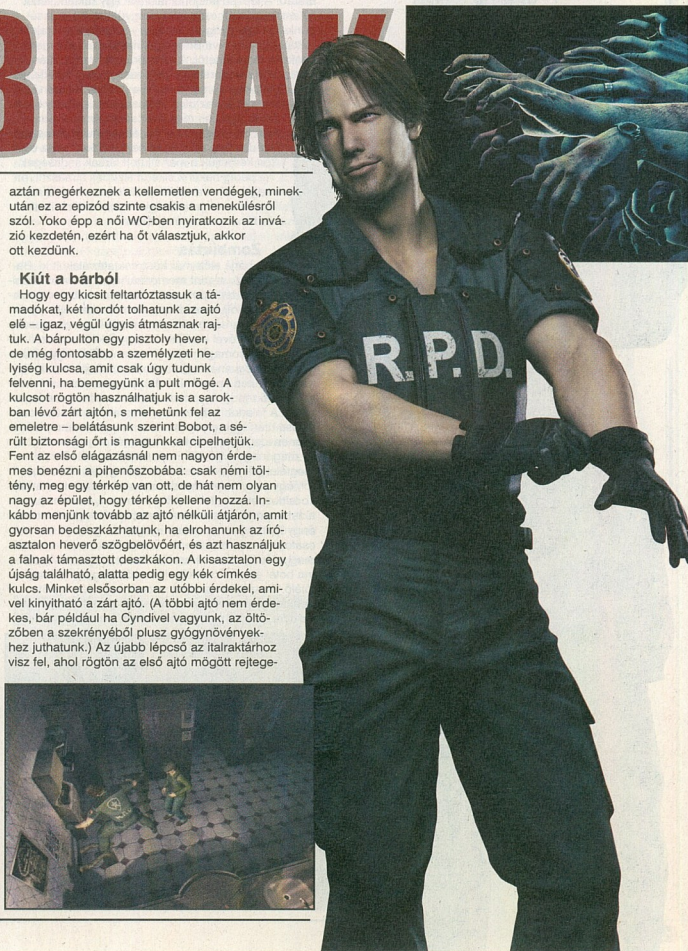 BREAK
aztán megérkeznek a kellemetlen vendégek, minek-
után ez az epizód szinte csakis a menekülésről
szól. Yoko épp a női WC-ben nyiratkozik az invá-
zió kezdetén, ezért ha őt választjuk, akkor
ott kezdünk.
Kiút a bárból
Hogy egy kicsit feltartóztassuk a tá-
madókat, két hordót tolhatunk az ajtó
elé – igaz, végül úgyis átmásznak raj-
tuk. A bárpulton egy pisztoly hever,
de még fontosabb a személyzeti he-
lyiség kulcsa, amit csak úgy tudunk
felvenni, ha bemegyünk a pult mögé. A
kulcsot rögtön használhatjuk is a sarok-
ban lévő zárt ajtón, s mehetünk fel az
emeletre – belátásunk szerint Bobot, a sé-
rült biztonsági őrt is magunkkal cipelhetjük.
Fent az első elágazásnál nem nagyon érde-
mes benézni a pihenőszobába: csak némi töl-
tény, meg egy térkép van ott, de hát nem olyan
nagy az épület, hogy térkép kellene hozzá. In-
kább menjünk tovább az ajtó nélküli átjárón, amit
gyorsan bedeszkázhatunk, ha elrohanunk az író-
asztalon heverő szögbelövőért, és azt használjuk
a falnak támasztott deszkákon. A kisasztalon egy
újság található, alatta pedig egy kék címkés
kulcs. Minket elsősorban az utóbbi érdekel, ami-
vel kinyitható a zárt ajtó. (A többi ajtó nem érde-
kes, bár például ha Cyndivel vagyunk, az öltö-
zőben a szekrényéből plusz gyógynövények-
hez juthatunk.) Az újabb lépcső az italraktárhoz
visz fel, ahol rögtön az első ajtó mögött rejtege-
R.P.D.